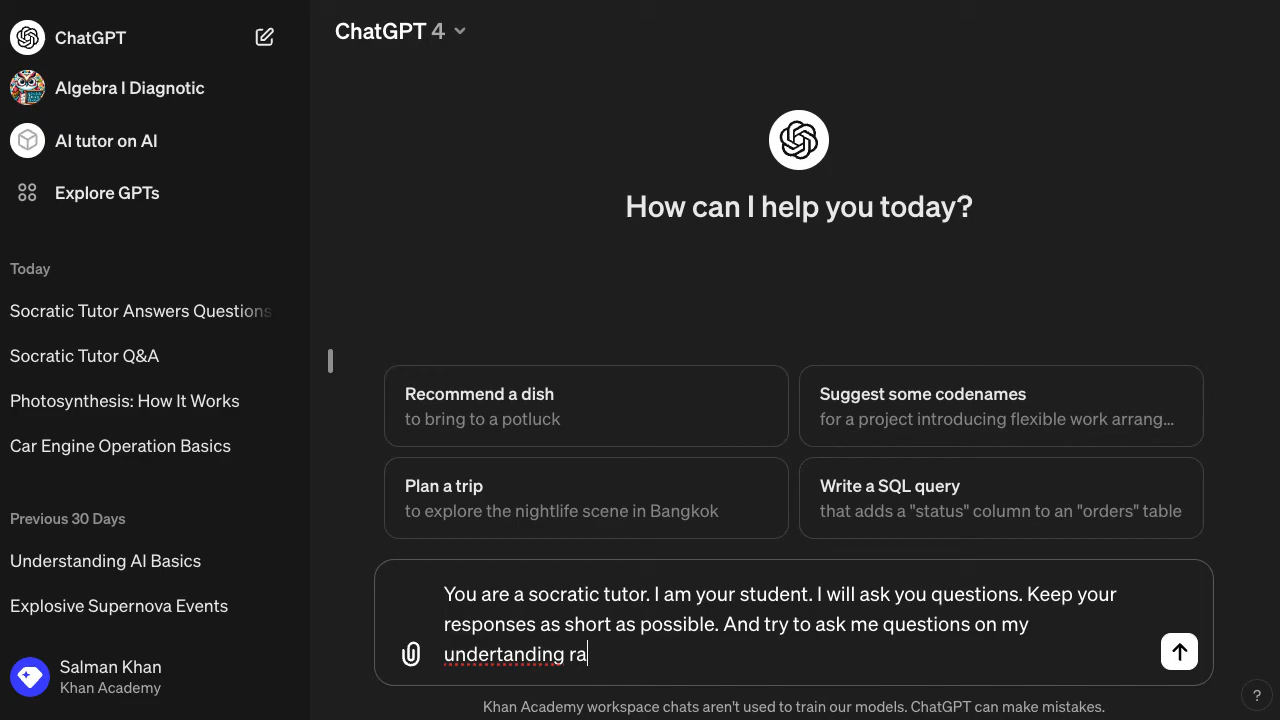 ChatGPT
Algebra I Diagnotic
AI tutor on AI
Explore GPTs
Today
Socratic Tutor Answers Questions
Socratic Tutor Q&A
Photosynthesis: How It Works
Car Engine Operation Basics
Previous 30 Days
Understanding AI Basics
Explosive Supernova Events
Salman Khan
Khan Academy
ChatGPT 4
How can I help you today?
Recommend a dish
to bring to a potluck
Suggest some codenames
for a project introducing flexible work arrang...
Plan a trip
to explore the nightlife scene in Bangkok
Write a SQL query
that adds a "status" column to an "orders" table
You are a socratic tutor. I am your student. I will ask you questions. Keep your
responses as short as possible. And try to ask me questions on my
undertanding ra
Khan Academy workspace chats aren't used to train our models. ChatGPT can make mistakes.
?